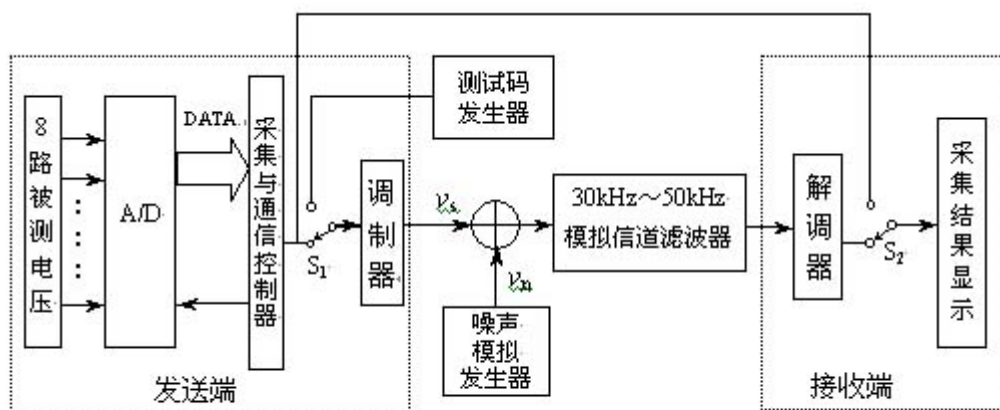 8路被测电压
A/D
DATA
采集与通信控制器
S1
调制器
测试码
发生器
νs
νn
噪声
模拟
发生器
30kHz～50kHz
模拟信道滤波器
解调器
S2
采集结果显示
发送端
接收端